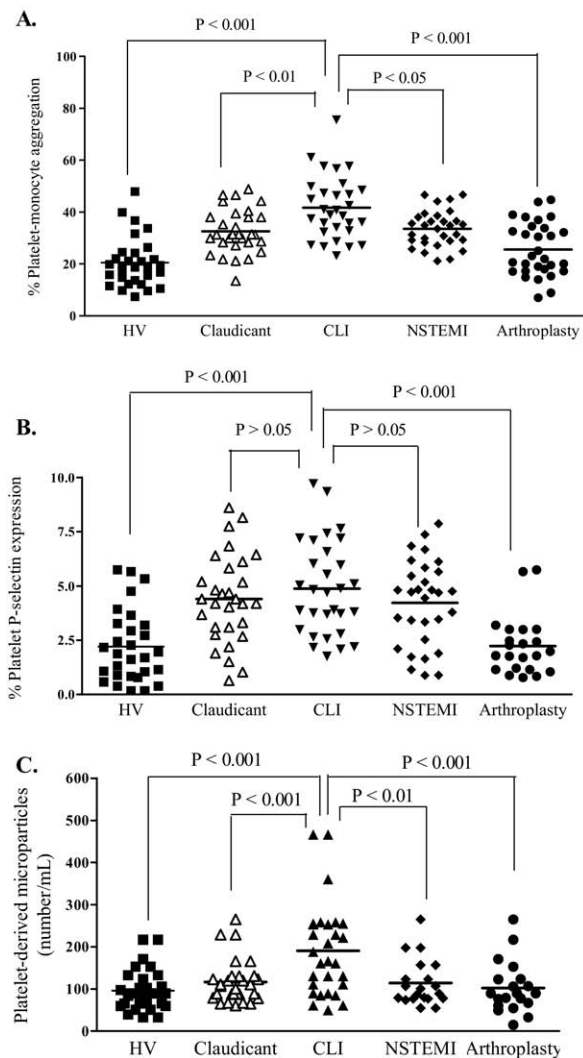 A.
P < 0.001
P < 0.001
P < 0.01
P < 0.05
% Platelet-monocyte aggregation
100
80
60
40
20
0
HV Claudicant CLI NSTEMI Arthroplasty
B.
P < 0.001
P < 0.001
P > 0.05
P > 0.05
% Platelet P-selectin expression
10.0
7.5
5.0
2.5
0.0
HV Claudicant CLI NSTEMI Arthroplasty
C.
P < 0.001
P < 0.001
P < 0.001
P < 0.01
Platelet-derived microparticles
(number/mL)
600
500
400
300
200
100
0
HV Claudicant CLI NSTEMI Arthroplasty